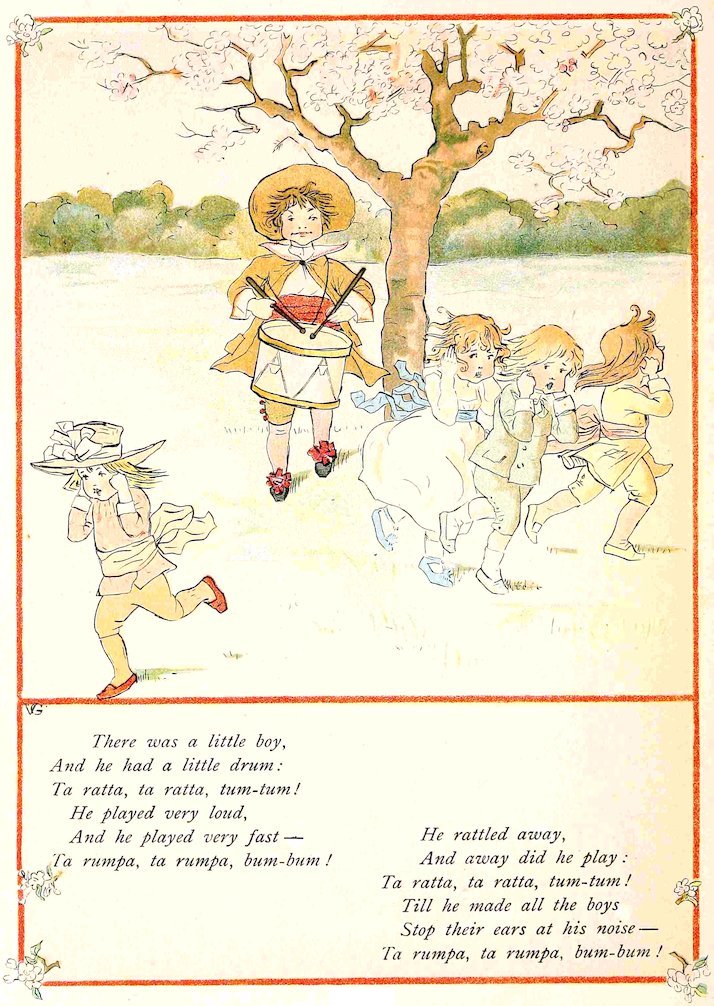 VG
There was a little boy,
And he had a little drum:
Ta ratta, ta ratta, tum-tum!
He played very loud,
And he played very fast —
Ta rumpa, ta rumpa, bum-bum!
He rattled away,
And away did he play:
Ta ratta, ta ratta, tum-tum!
Till he made all the boys
Stop their ears at his noise —
Ta rumpa, ta rumpa, bum-bum!